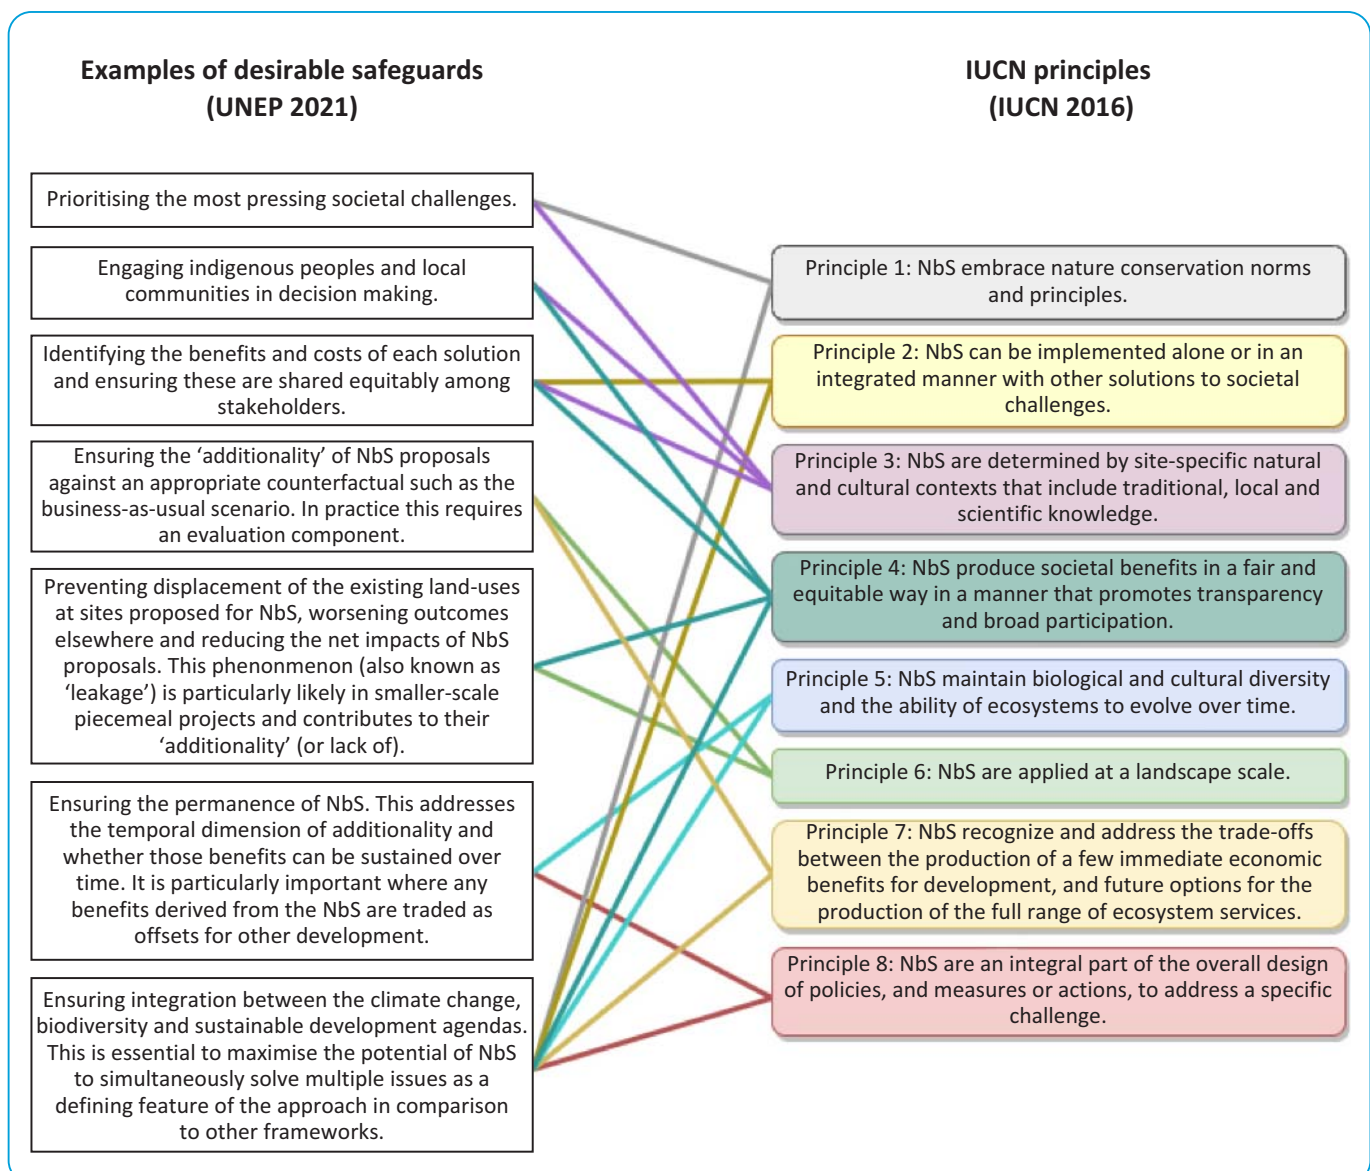 Examples of desirable safeguards
(UNEP 2021)
Prioritising the most pressing societal challenges.
Engaging indigenous peoples and local
communities in decision making.
Identifying the benefits and costs of each solution
and ensuring these are shared equitably among
stakeholders.
Ensuring the ‘additionality’ of NbS proposals
against an appropriate counterfactual such as the
business-as-usual scenario. In practice this requires
an evaluation component.
Preventing displacement of the existing land-uses
at sites proposed for NbS, worsening outcomes
elsewhere and reducing the net impacts of NbS
proposals. This phenonmenon (also known as
‘leakage’) is particularly likely in smaller-scale
piecemeal projects and contributes to their
‘additionality’ (or lack of).
Ensuring the permanence of NbS. This addresses
the temporal dimension of additionality and
whether those benefits can be sustained over
time. It is particularly important where any
benefits derived from the NbS are traded as
offsets for other development.
Ensuring integration between the climate change,
biodiversity and sustainable development agendas.
This is essential to maximise the potential of NbS
to simultaneously solve multiple issues as a
defining feature of the approach in comparison
to other frameworks.
IUCN principles
(IUCN 2016)
Principle 1: NbS embrace nature conservation norms
and principles.
Principle 2: NbS can be implemented alone or in an
integrated manner with other solutions to societal
challenges.
Principle 3: NbS are determined by site-specific natural
and cultural contexts that include traditional, local and
scientific knowledge.
Principle 4: NbS produce societal benefits in a fair and
equitable way in a manner that promotes transparency
and broad participation.
Principle 5: NbS maintain biological and cultural diversity
and the ability of ecosystems to evolve over time.
Principle 6: NbS are applied at a landscape scale.
Principle 7: NbS recognize and address the trade-offs
between the production of a few immediate economic
benefits for development, and future options for the
production of the full range of ecosystem services.
Principle 8: NbS are an integral part of the overall design
of policies, and measures or actions, to address a specific
challenge.